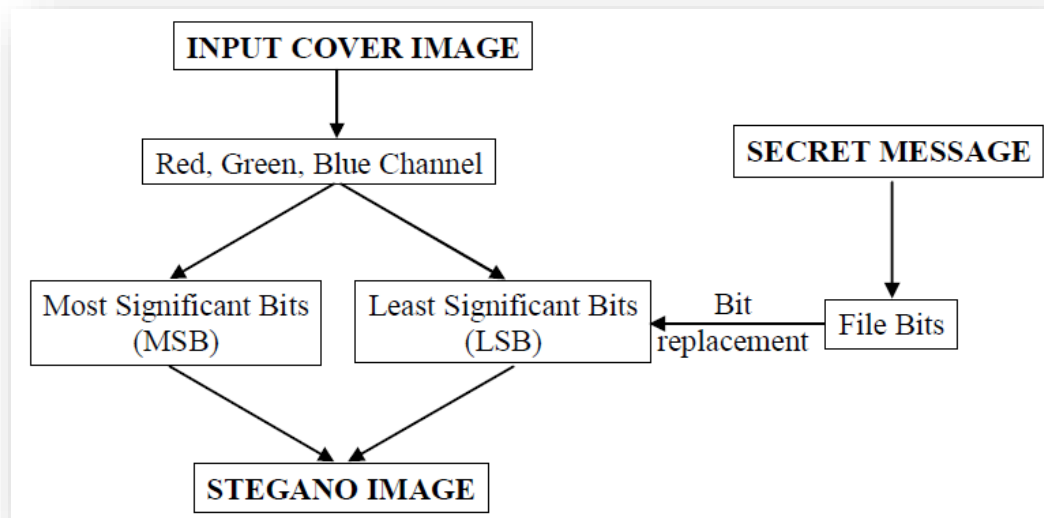 INPUT COVER IMAGE
Red, Green, Blue Channel
SECRET MESSAGE
Most Significant Bits
(MSB)
Least Significant Bits
(LSB)
Bit
replacement
File Bits
STEGANO IMAGE